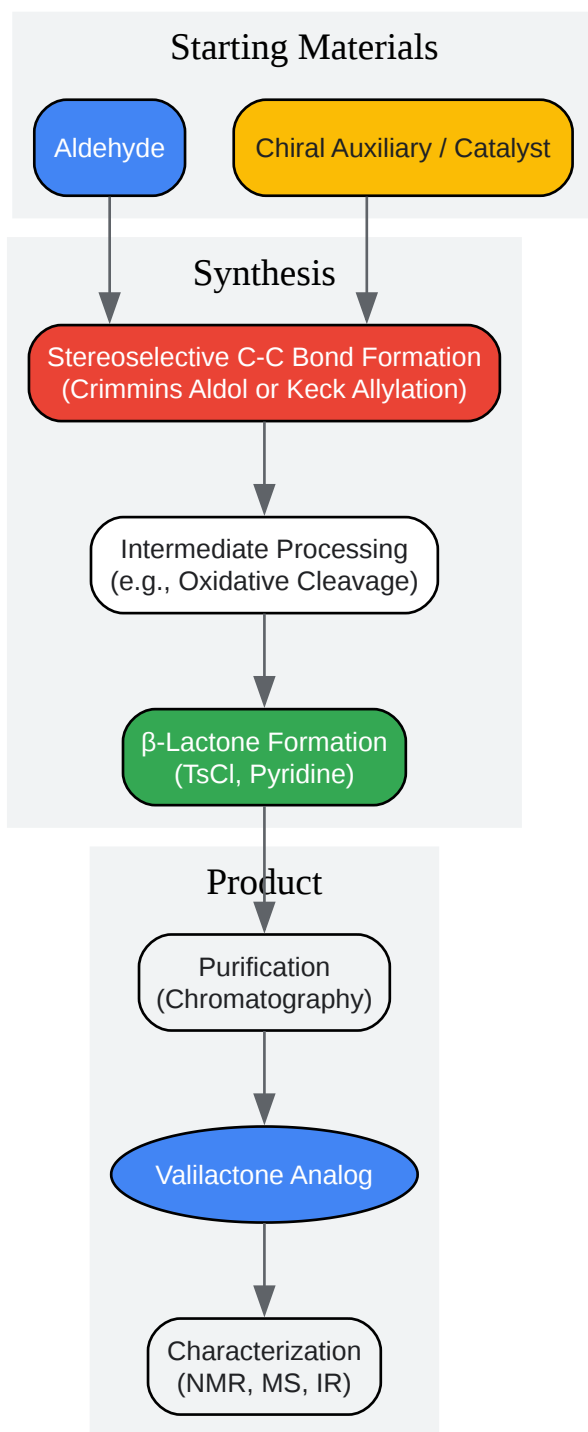 Starting Materials
Aldehyde
Chiral Auxiliary / Catalyst
Synthesis
Stereoselective C-C Bond Formation
(Crimmins Aldol or Keck Allylation)
Intermediate Processing
(e.g., Oxidative Cleavage)
β-Lactone Formation
(TsCl, Pyridine)
Product
Purification
(Chromatography)
Valilactone Analog
Characterization
(NMR, MS, IR)